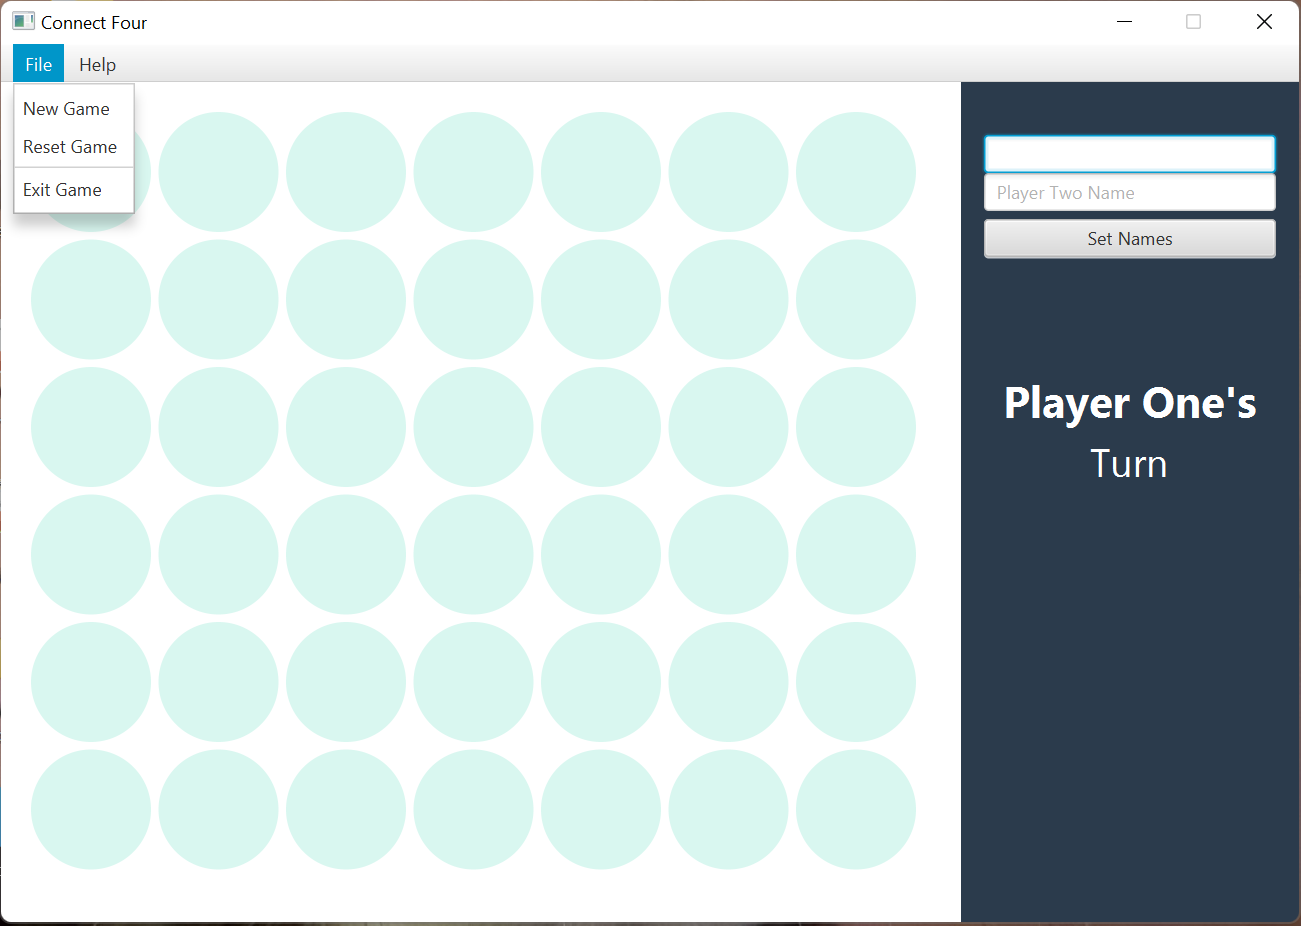 Connect Four
File Help
New Game
Reset Game
Exit Game
Player Two Name
Set Names
Player One's
Turn